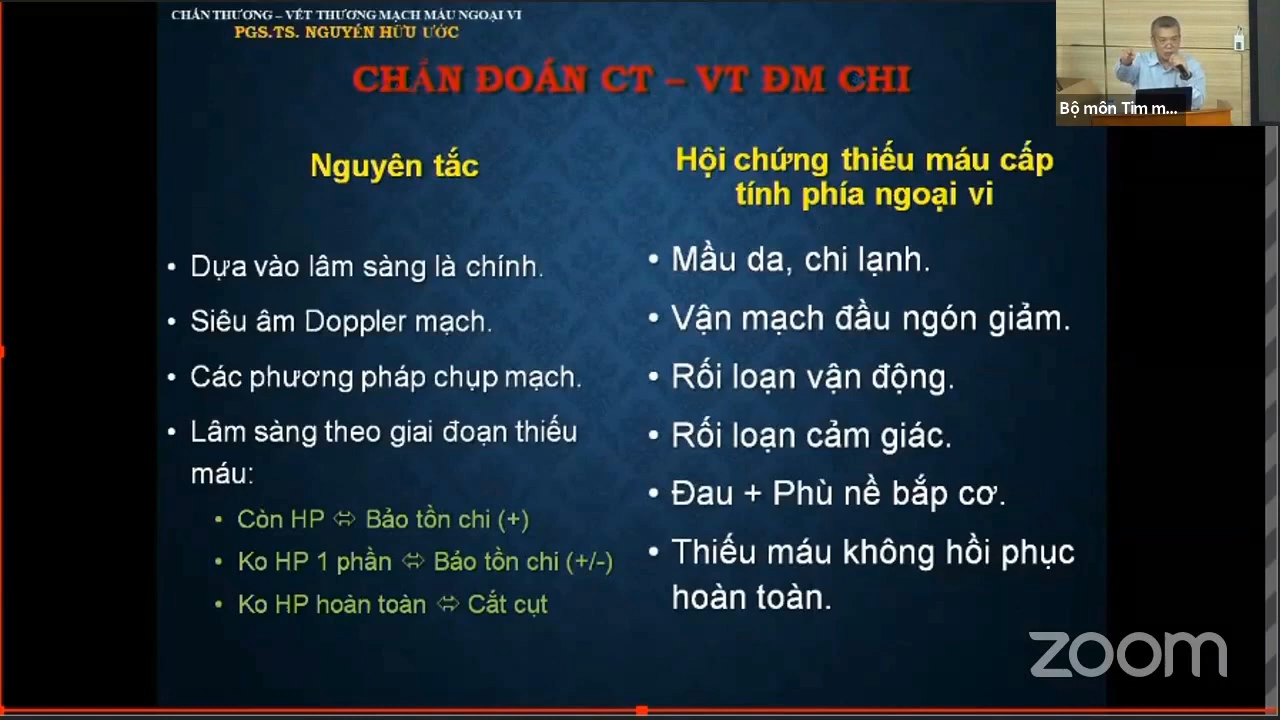 CHẤN THƯƠNG – VẾT THƯƠNG MẠCH MÁU NGOẠI VI
PGS.TS. NGUYỄN HỮU ƯỚC
CHẨN ĐOÁN CT – VT ĐM CHI
Nguyên tắc
• Dựa vào lâm sàng là chính.
• Siêu âm Doppler mạch.
• Các phương pháp chụp mạch.
• Lâm sàng theo giai đoạn thiếu
máu:
• Còn HP ⬄ Bảo tồn chi (+)
• Ko HP 1 phần ⬄ Bảo tồn chi (+/-)
• Ko HP hoàn toàn ⬄ Cắt cụt
Hội chứng thiếu máu cấp
tính phía ngoại vi
• Mầu da, chi lạnh.
• Vận mạch đầu ngón giảm.
• Rối loạn vận động.
• Rối loạn cảm giác.
• Đau + Phù nề bắp cơ.
• Thiếu máu không hồi phục
hoàn toàn.
Bộ môn Tim m...
zoom